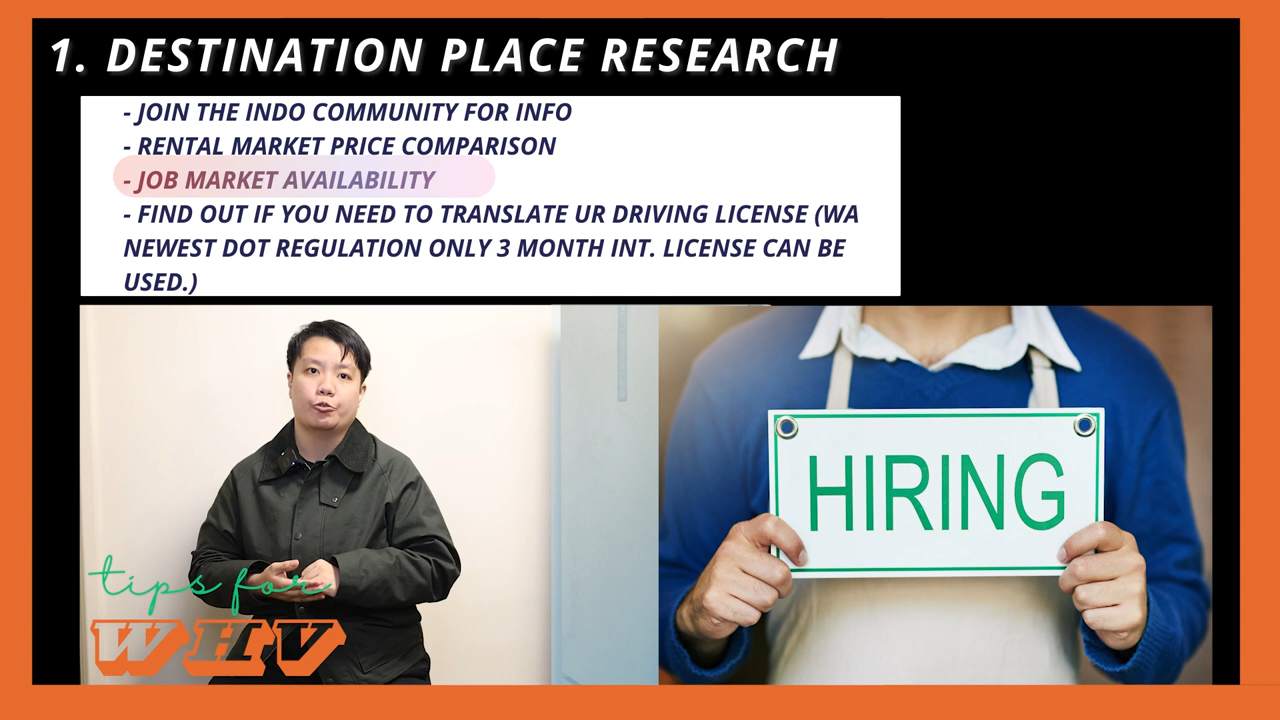 1. DESTINATION PLACE RESEARCH
- JOIN THE INDO COMMUNITY FOR INFO
- RENTAL MARKET PRICE COMPARISON
- JOB MARKET AVAILABILITY
- FIND OUT IF YOU NEED TO TRANSLATE UR DRIVING LICENSE (WA
NEWEST DOT REGULATION ONLY 3 MONTH INT. LICENSE CAN BE
USED.)
HIRING
tips for
WHV